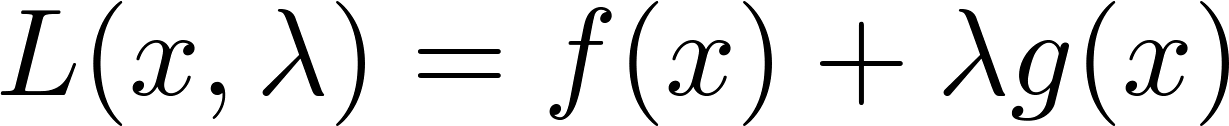 L(x, λ) = f(x) + λg(x)